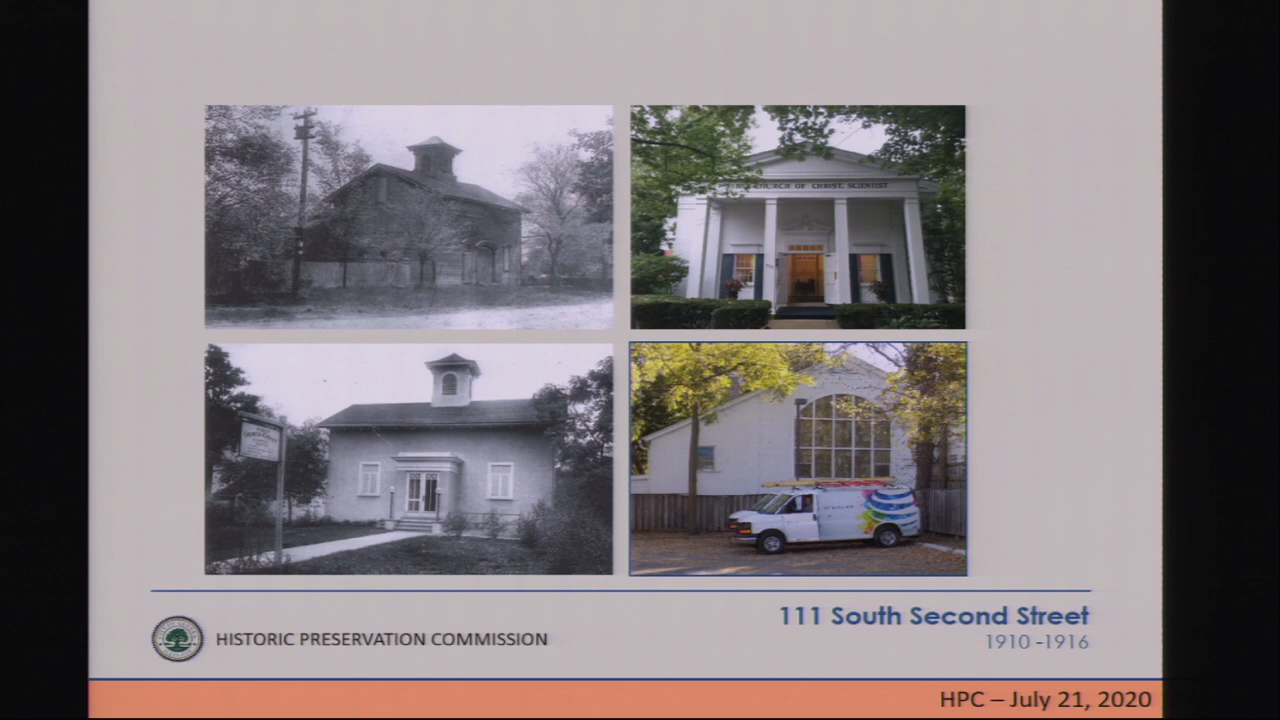 CHURCH OF CHRIST, SCIENTIST
111 South Second Street
1910 -1916
HISTORIC PRESERVATION COMMISSION
HPC – July 21, 2020